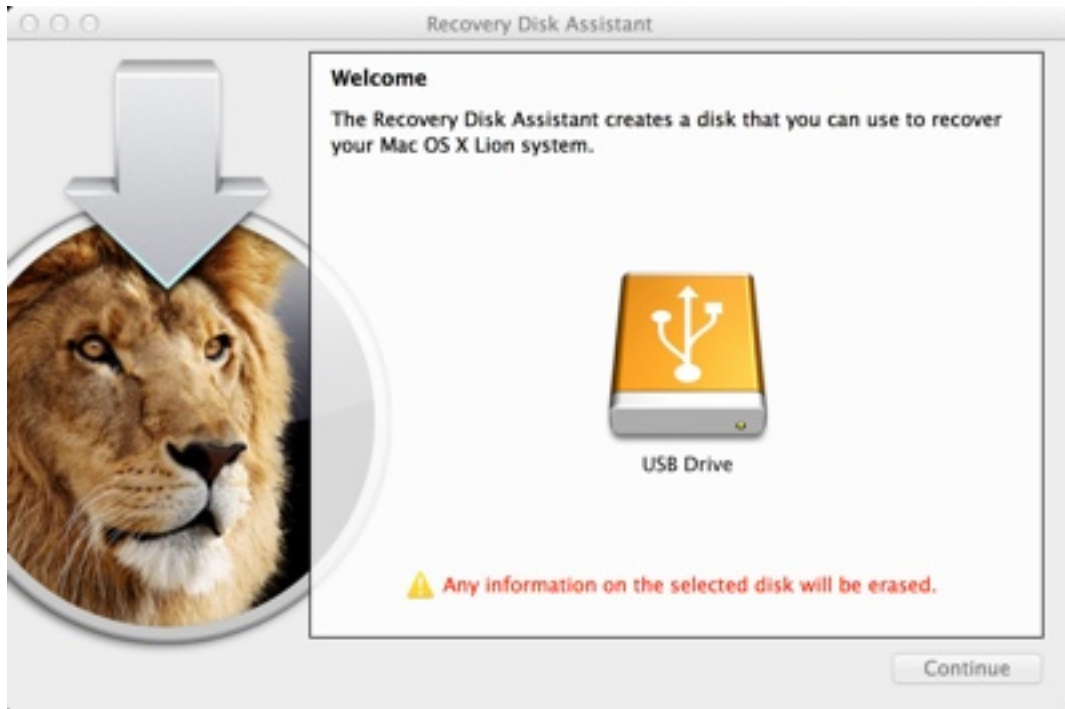 Recovery Disk Assistant
Welcome
The Recovery Disk Assistant creates a disk that you can use to recover
your Mac OS X Lion system.
USB Drive
Any information on the selected disk will be erased.
Continue